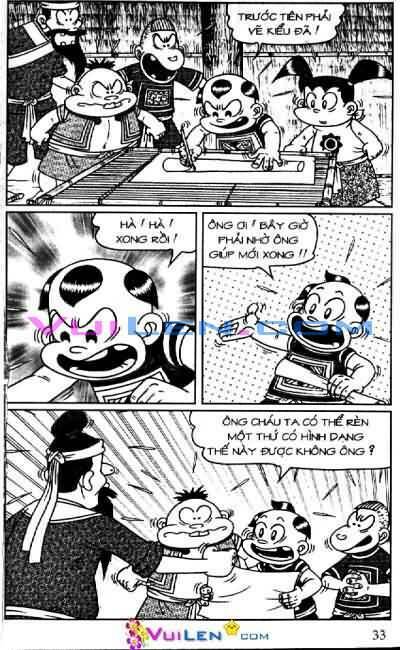 TRƯỚC TIÊN PHẢI
VẼ KIỂU ĐÃ!
HÀ! HÀ!
XONG RỒI!
ÔNG ƠI! BÂY GIỜ
PHẢI NHỜ ÔNG
GIÚP MỚI XONG!!
VUILEN.COM
ÔNG CHÁU TA CÓ THỂ RÈN
MỘT THỨ CÓ HÌNH DẠNG
THẾ NÀY ĐƯỢC KHÔNG ÔNG?
VUILEN.COM
33